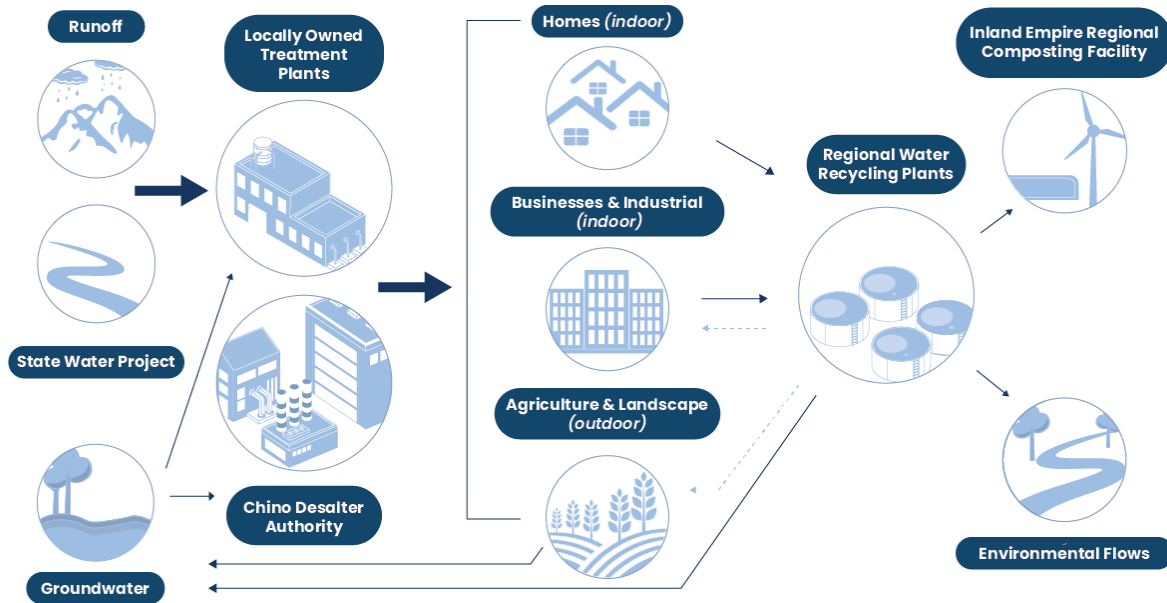 Runoff
State Water Project
Groundwater
Locally Owned
Treatment
Plants
Chino Desalter
Authority
Homes (indoor)
Businesses & Industrial
(indoor)
Agriculture & Landscape
(outdoor)
Regional Water
Recycling Plants
Inland Empire Regional
Composting Facility
Environmental Flows